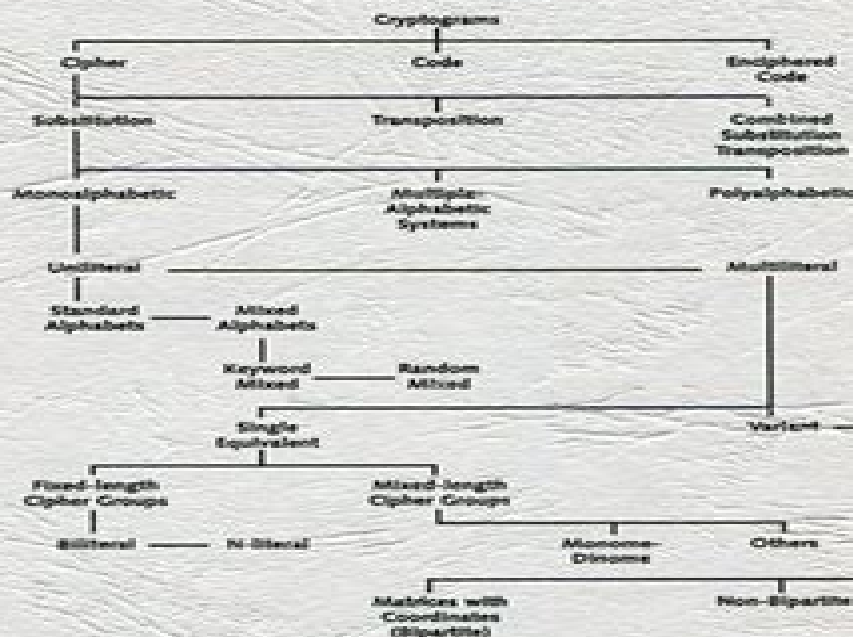 Cryptograms
Cipher Code Enciphered
Code
Substitution Transposition Combined
Substitution
Transposition
Monoalphabetic Multiple-
Alphabetic
Systems Polyalphabetic
Uniliteral Multiliteral
Standard
Alphabets Mixed
Alphabets
Keyword
Mixed Random
Mixed
Single
Equivalent Variant
Fixed-length
Cipher Groups Mixed-length
Cipher Groups
Biliteral N-literal Monome-
Dinome Others
Matrices with
Coordinates
(Bipartite) Non-Bipartite